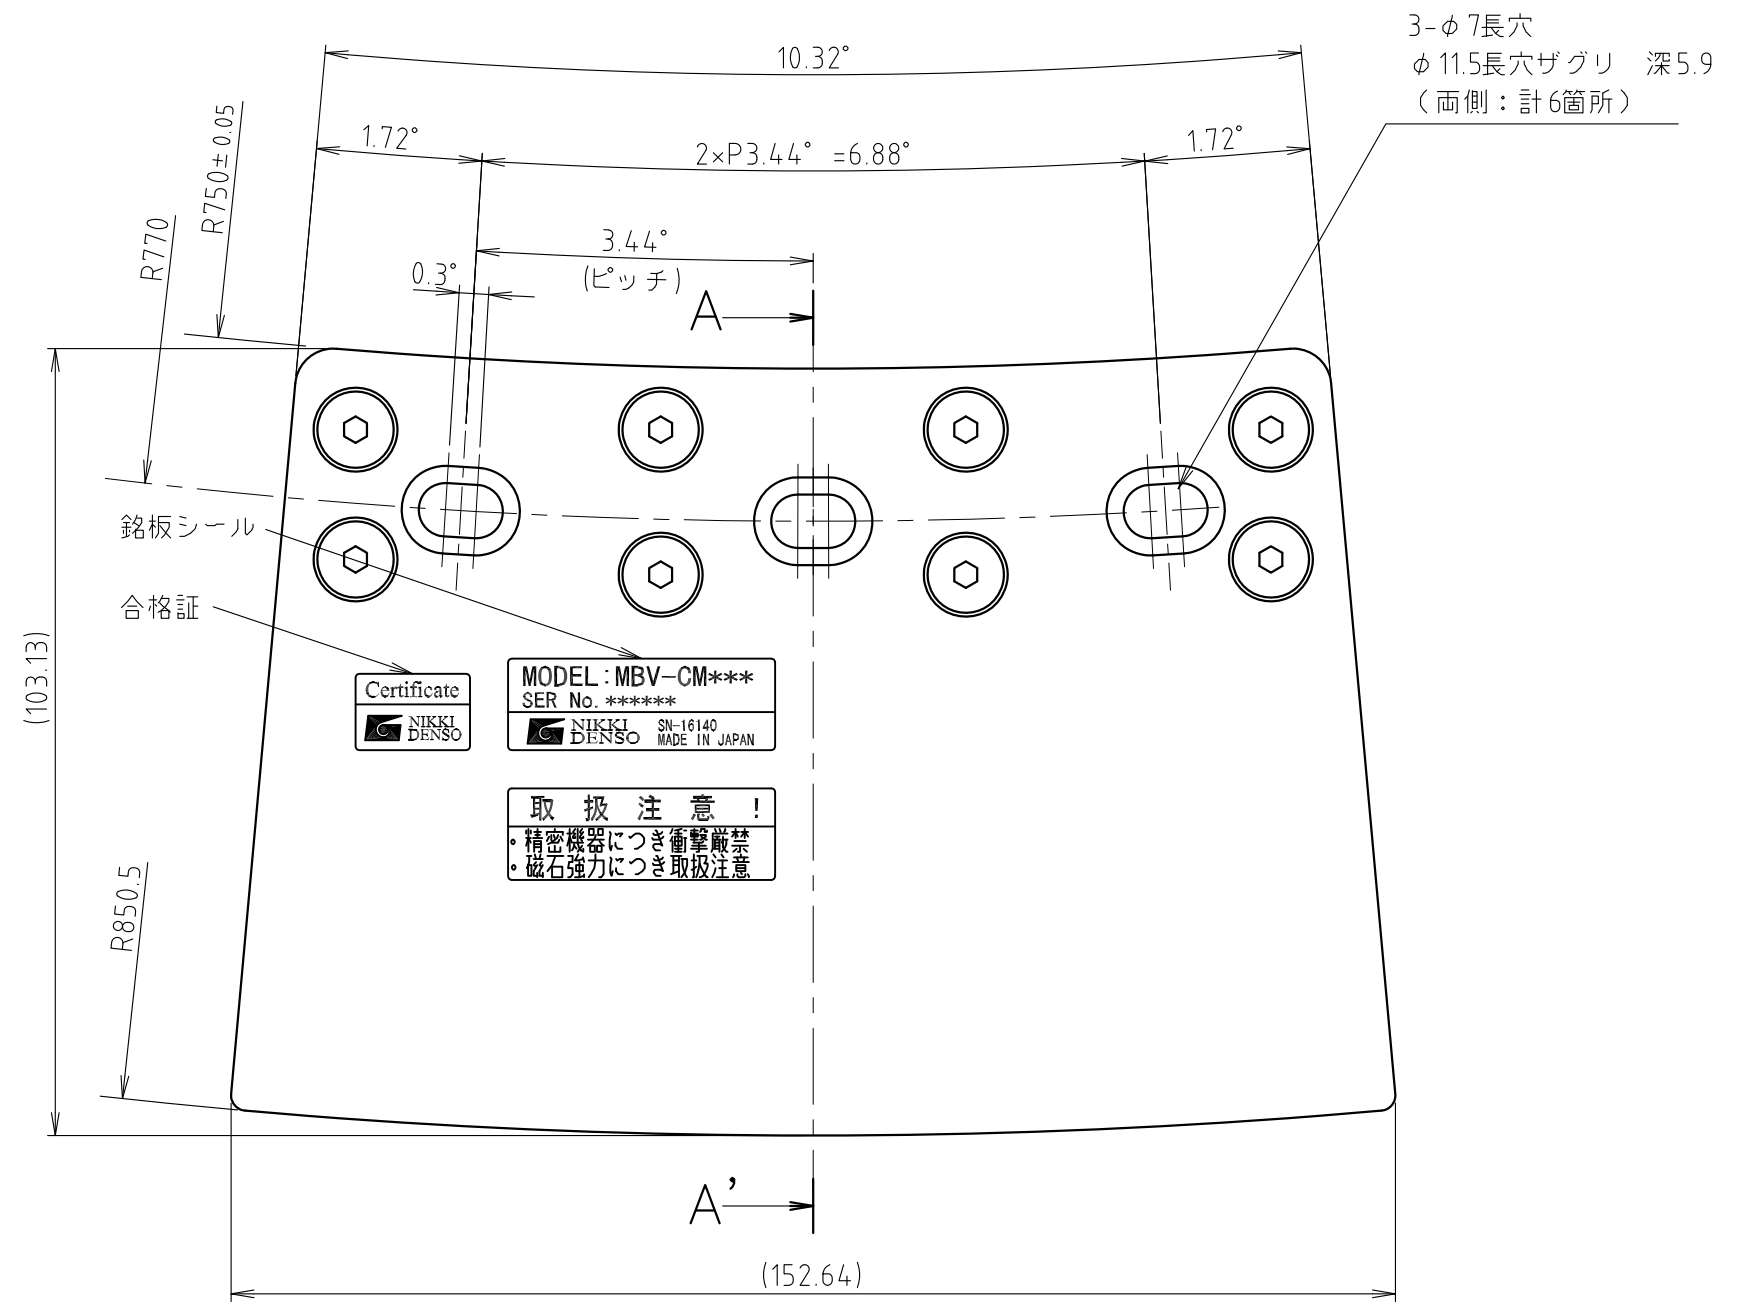 3-φ7長穴
φ11.5長穴ザグリ 深5.9
(両側:計6箇所)
10.32°
1.72°
2×P3.44° =6.88°
1.72°
R750±0.05
R770
3.44°
(ピッチ)
0.3°
A
銘板シール
合格証
(103.13)
Certificate
NIKKI
DENSO
MODEL:MBV-CM***
SER No.******
NIKKI
DENSO
SN-16140
MADE IN JAPAN
取扱注意!
・精密機器につき衝撃厳禁
・磁石強力につき取扱注意
R850.5
A'
(152.64)